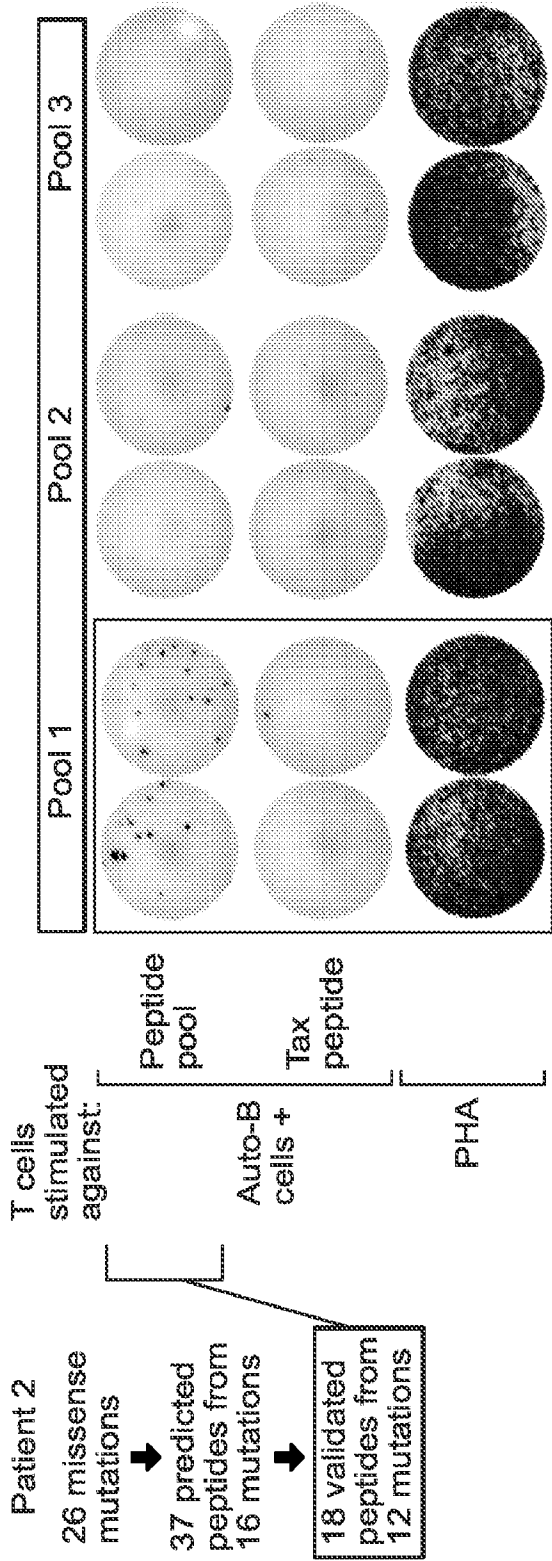 Patient 2
26 missense
mutations
37 predicted
peptides from
16 mutations
18 validated
peptides from
12 mutations
T cells
stimulated
against:
Auto-B
cells +
Peptide
pool
Tax
peptide
PHA
Pool 1
Pool 2
Pool 3